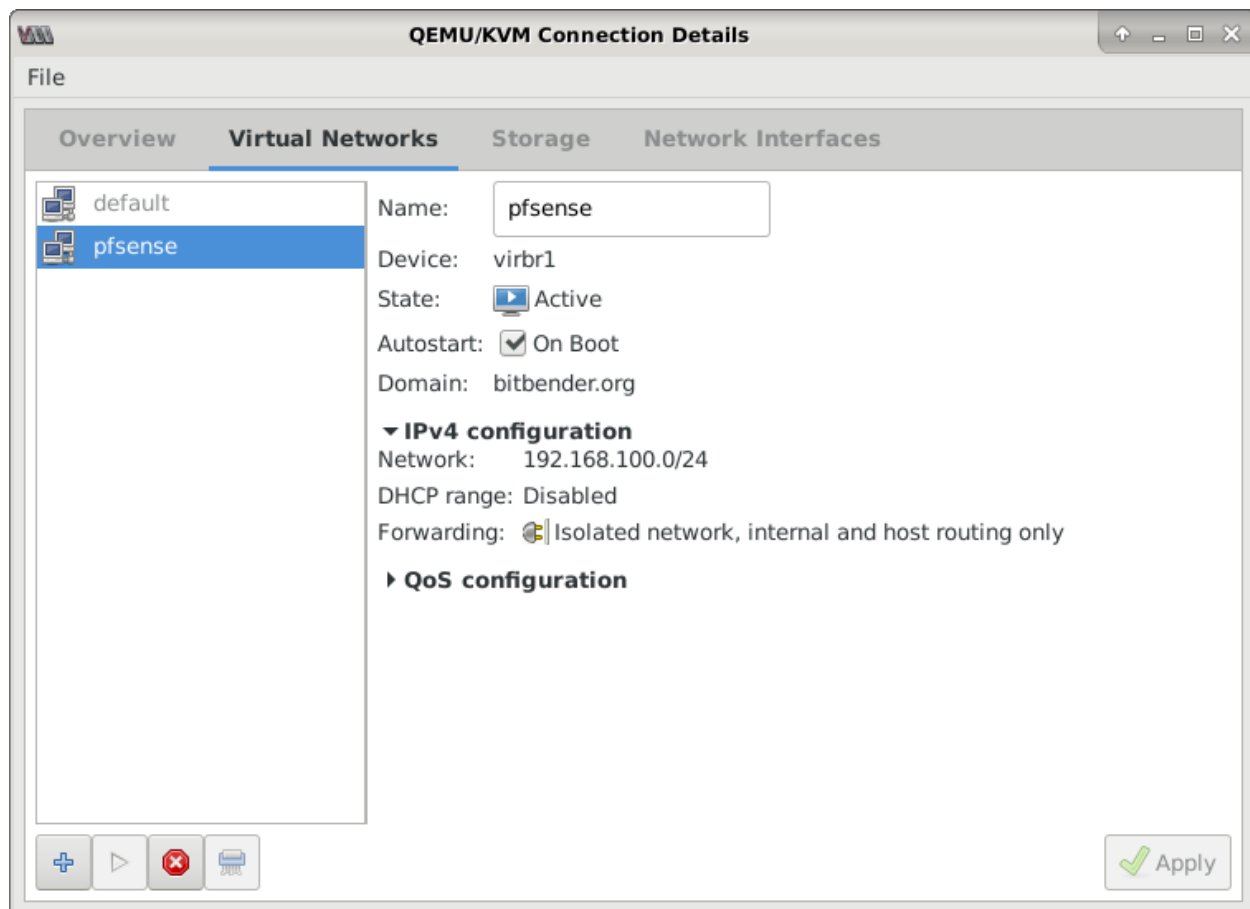 QEMU/KVM Connection Details
File
Overview Virtual Networks Storage Network Interfaces
default
pfsense
Name: pfsense
Device: virbr1
State: Active
Autostart: On Boot
Domain: bitbender.org
IPv4 configuration
Network: 192.168.100.0/24
DHCP range: Disabled
Forwarding: Isolated network, internal and host routing only
QoS configuration
Apply